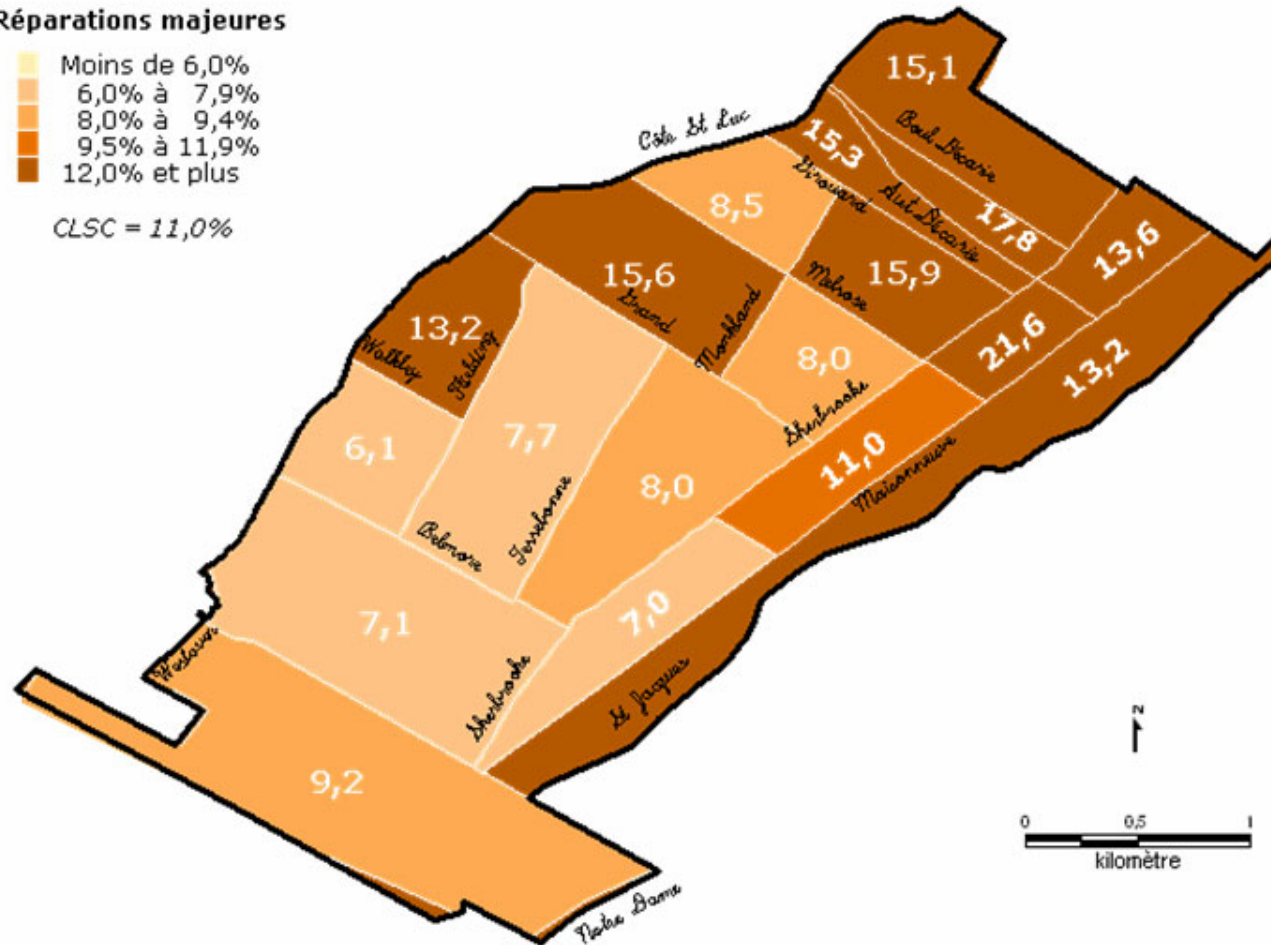 Réparations majeures
Moins de 6,0%
6,0% à 7,9%
8,0% à 9,4%
9,5% à 11,9%
12,0% et plus
CLSC = 11,0%
15,1
Côte St Luc
15,3
Boul Décarie
Girouard
Aut Décarie
8,5
17,8
13,6
15,6
15,9
Grand
Melrose
Monkland
13,2
Walkley
Fielding
8,0
21,6
13,2
Sherbrooke
6,1
7,7
8,0
11,0
Maisonneuve
Belmore
Terrebonne
7,1
7,0
Westover
Sherbrooke
St Jacques
9,2
Notre Dame
N
0 0,5 1
kilomètre